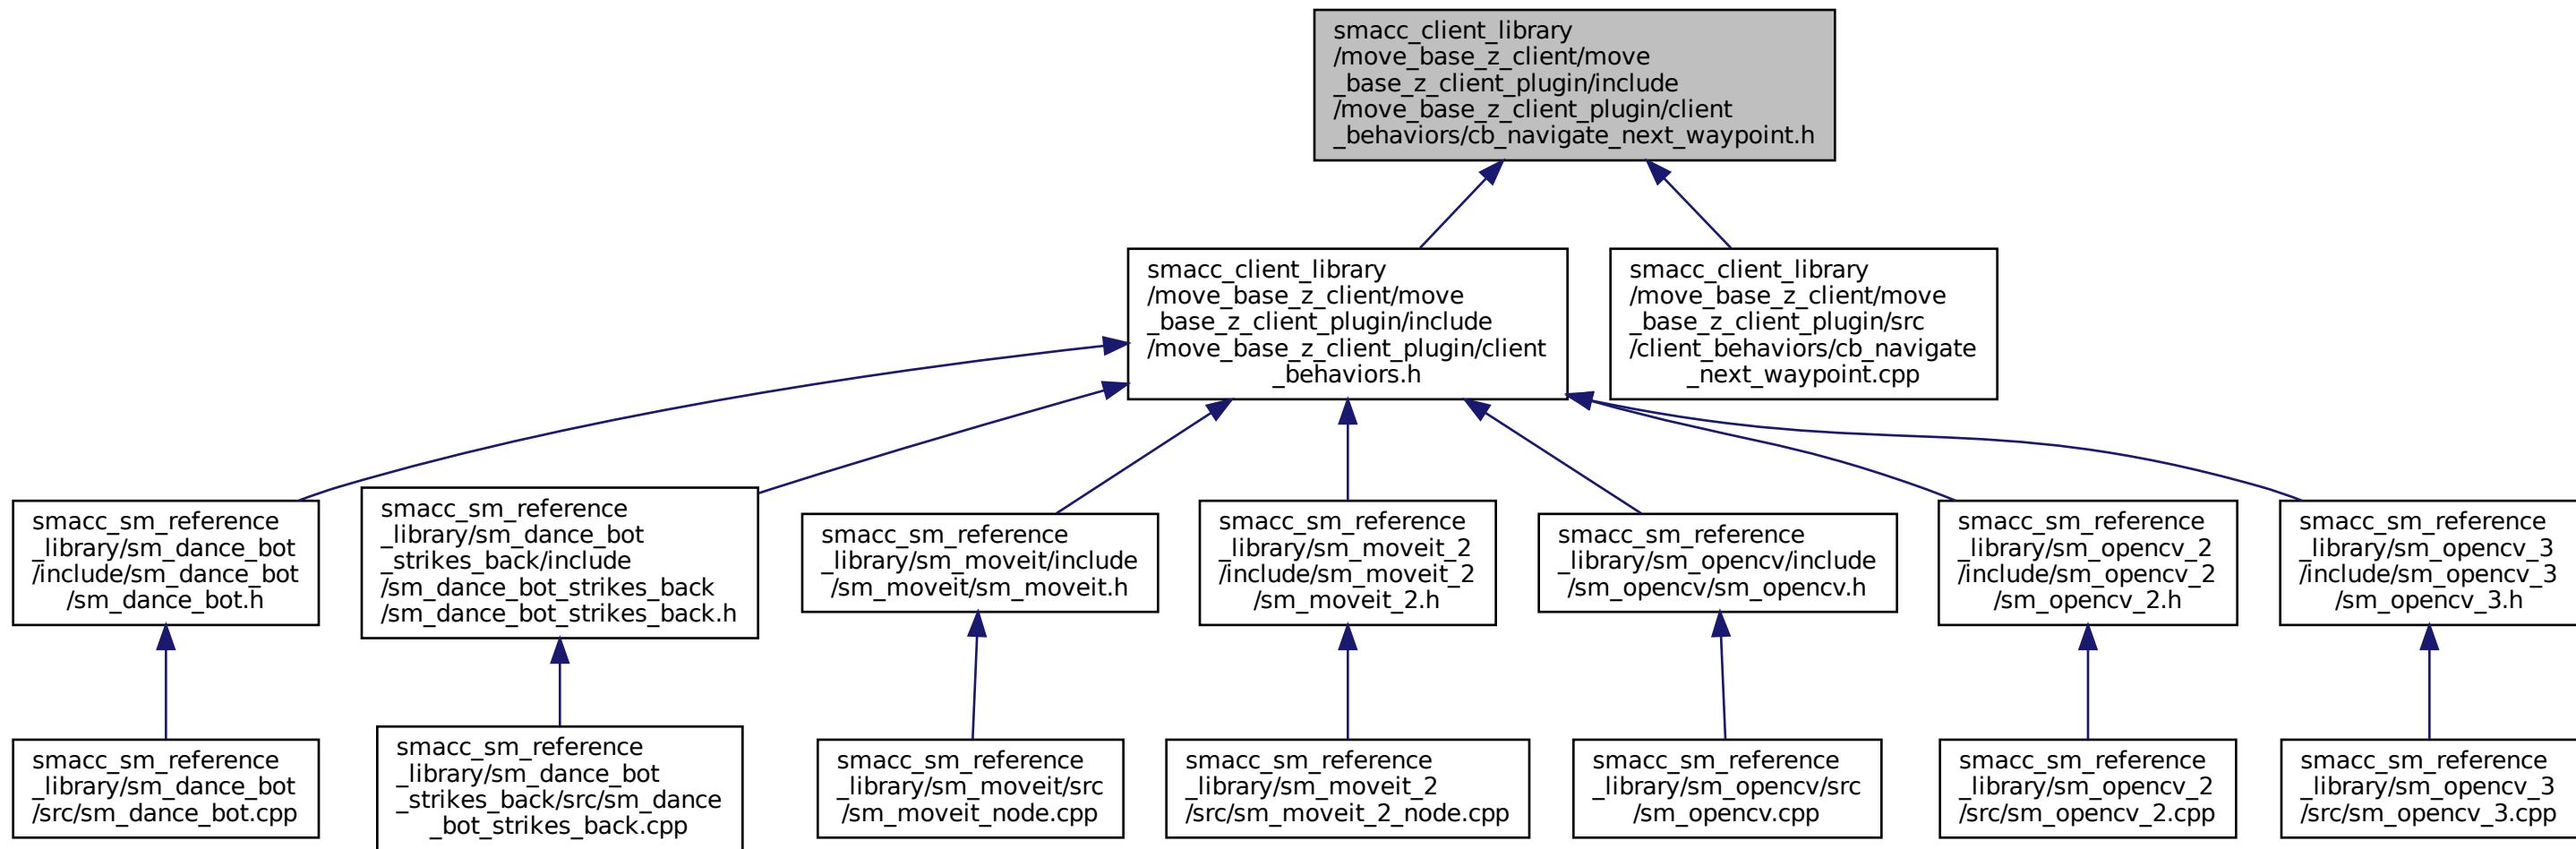 smacc_client_library
/move_base_z_client/move
_base_z_client_plugin/include
/move_base_z_client_plugin/client
_behaviors/cb_navigate_next_waypoint.h
smacc_client_library
/move_base_z_client/move
_base_z_client_plugin/include
/move_base_z_client_plugin/client
_behaviors.h
smacc_client_library
/move_base_z_client/move
_base_z_client_plugin/src
/client_behaviors/cb_navigate
_next_waypoint.cpp
smacc_sm_reference
_library/sm_dance_bot
/include/sm_dance_bot
/sm_dance_bot.h
smacc_sm_reference
_library/sm_dance_bot
_strikes_back/include
/sm_dance_bot_strikes_back
/sm_dance_bot_strikes_back.h
smacc_sm_reference
_library/sm_moveit/include
/sm_moveit/sm_moveit.h
smacc_sm_reference
_library/sm_moveit_2
/include/sm_moveit_2
/sm_moveit_2.h
smacc_sm_reference
_library/sm_opencv/include
/sm_opencv/sm_opencv.h
smacc_sm_reference
_library/sm_opencv_2
/include/sm_opencv_2
/sm_opencv_2.h
smacc_sm_reference
_library/sm_opencv_3
/include/sm_opencv_3
/sm_opencv_3.h
smacc_sm_reference
_library/sm_dance_bot
/src/sm_dance_bot.cpp
smacc_sm_reference
_library/sm_dance_bot
_strikes_back/src/sm_dance
_bot_strikes_back.cpp
smacc_sm_reference
_library/sm_moveit/src
/sm_moveit_node.cpp
smacc_sm_reference
_library/sm_moveit_2
/src/sm_moveit_2_node.cpp
smacc_sm_reference
_library/sm_opencv/src
/sm_opencv.cpp
smacc_sm_reference
_library/sm_opencv_2
/src/sm_opencv_2.cpp
smacc_sm_reference
_library/sm_opencv_3
/src/sm_opencv_3.cpp